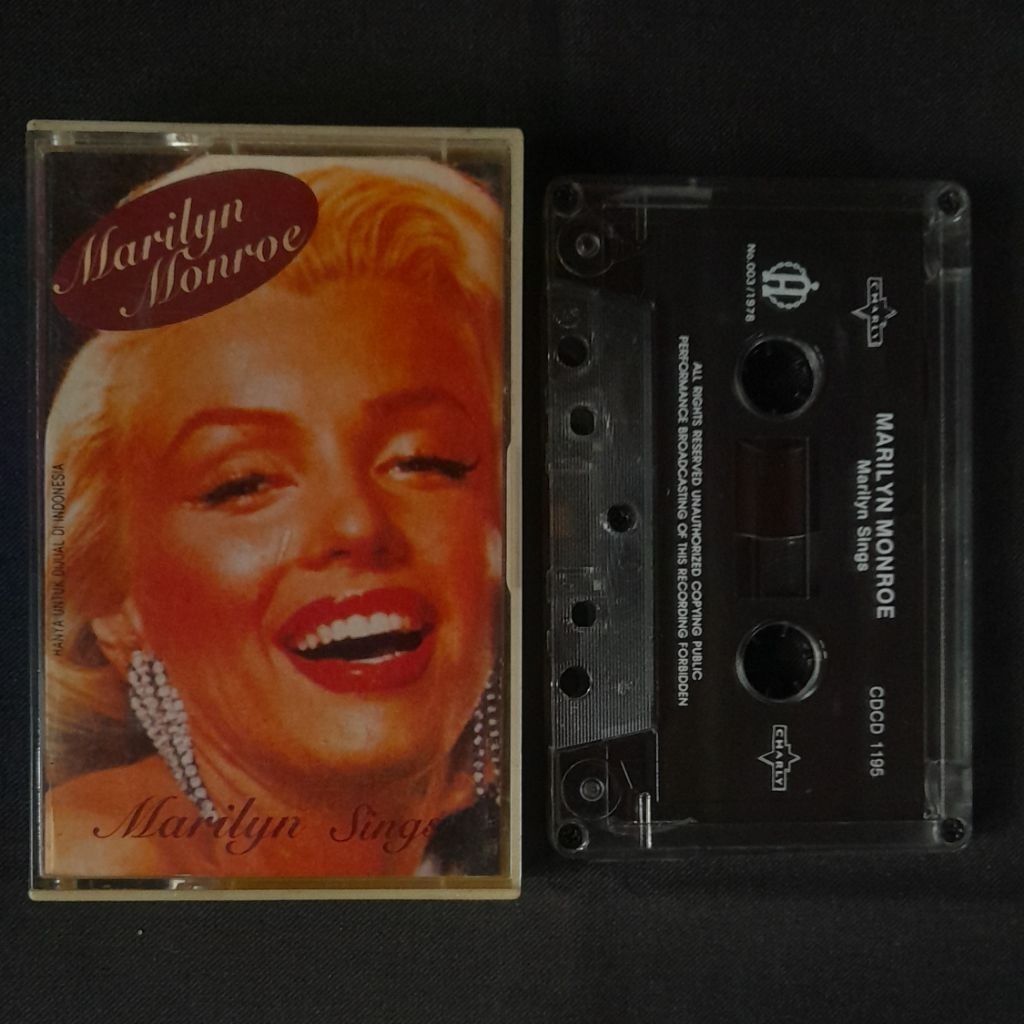 Marilyn
Monroe
HANYA UNTUK DIJUAL DI INDONESIA
Marilyn Sings
CHARLY
MARILYN MONROE
Marilyn Sings
CDCD 1195
H
No.003/1978
CHARLY
ALL RIGHTS RESERVED UNAUTHORIZED COPYING PUBLIC
PERFORMANCE BROADCASTING OF THIS RECORDING FORBIDDEN